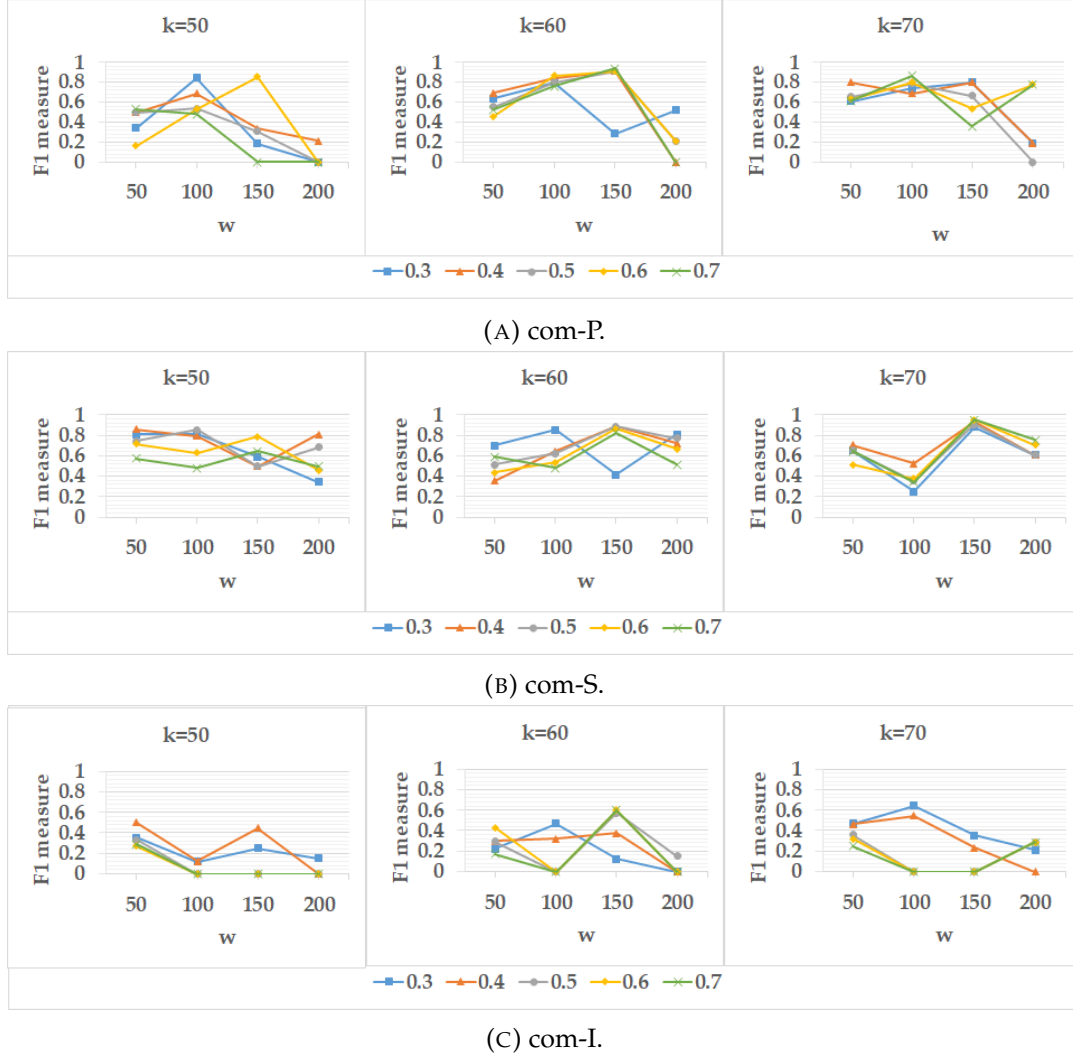 k=50 k=60 k=70
F1 measure F1 measure F1 measure
1 1 1
0.8 0.8 0.8
0.6 0.6 0.6
0.4 0.4 0.4
0.2 0.2 0.2
0 0 0
50 100 150 200 50 100 150 200 50 100 150 200
w w w
0.3 0.4 0.5 0.6 0.7
(A) com-P.
k=50 k=60 k=70
F1 measure F1 measure F1 measure
1 1 1
0.8 0.8 0.8
0.6 0.6 0.6
0.4 0.4 0.4
0.2 0.2 0.2
0 0 0
50 100 150 200 50 100 150 200 50 100 150 200
w w w
0.3 0.4 0.5 0.6 0.7
(B) com-S.
k=50 k=60 k=70
F1 measure F1 measure F1 measure
1 1 1
0.8 0.8 0.8
0.6 0.6 0.6
0.4 0.4 0.4
0.2 0.2 0.2
0 0 0
50 100 150 200 50 100 150 200 50 100 150 200
w w w
0.3 0.4 0.5 0.6 0.7
(C) com-I.